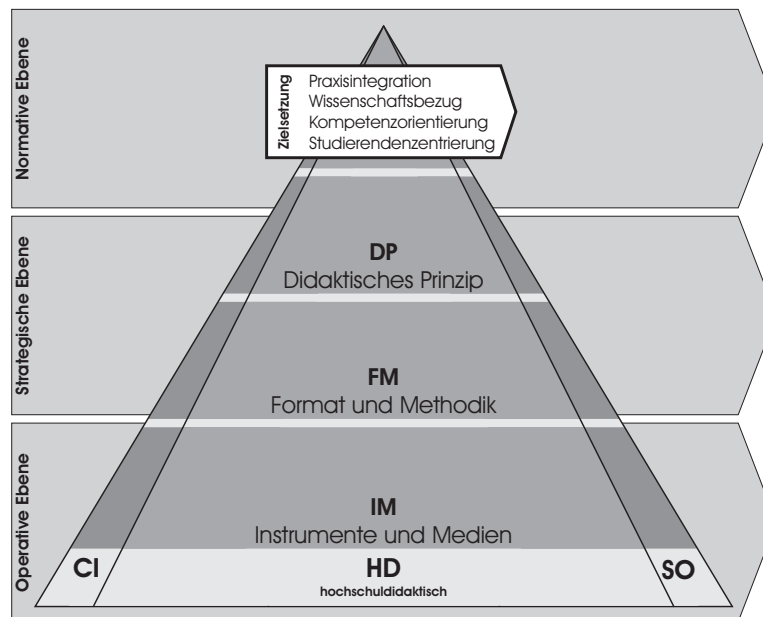 Normative Ebene
Zielsetzung
Praxisintegration
Wissenschaftsbezug
Kompetenzorientierung
Studierendenzentrierung
Strategische Ebene
DP
Didaktisches Prinzip
FM
Format und Methodik
Operative Ebene
IM
Instrumente und Medien
CI
HD
SO
hochschuldidaktisch